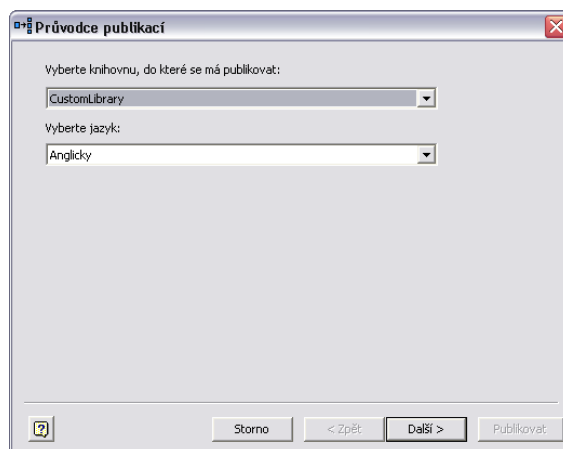 Průvodce publikací
Vyberte knihovnu, do které se má publikovat:
CustomLibrary
Vyberte jazyk:
Anglicky
Storno
< Zpět
Další >
Publikovat